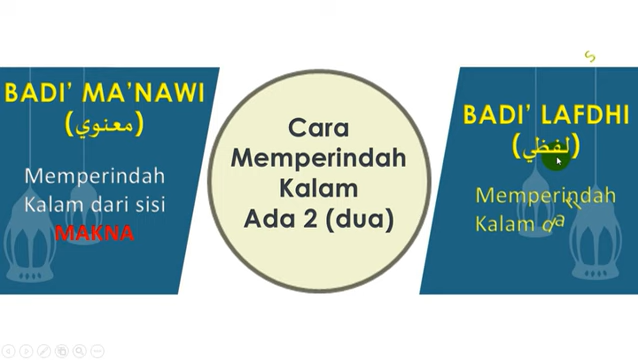 BADI' MA'NAWI
(معنوي)
Memperindah
Kalam dari sisi
MAKNA
Cara
Memperindah
Kalam
Ada 2 (dua)
BADI' LAFDHI
(لفظي)
Memperindah
Kalam dari
s